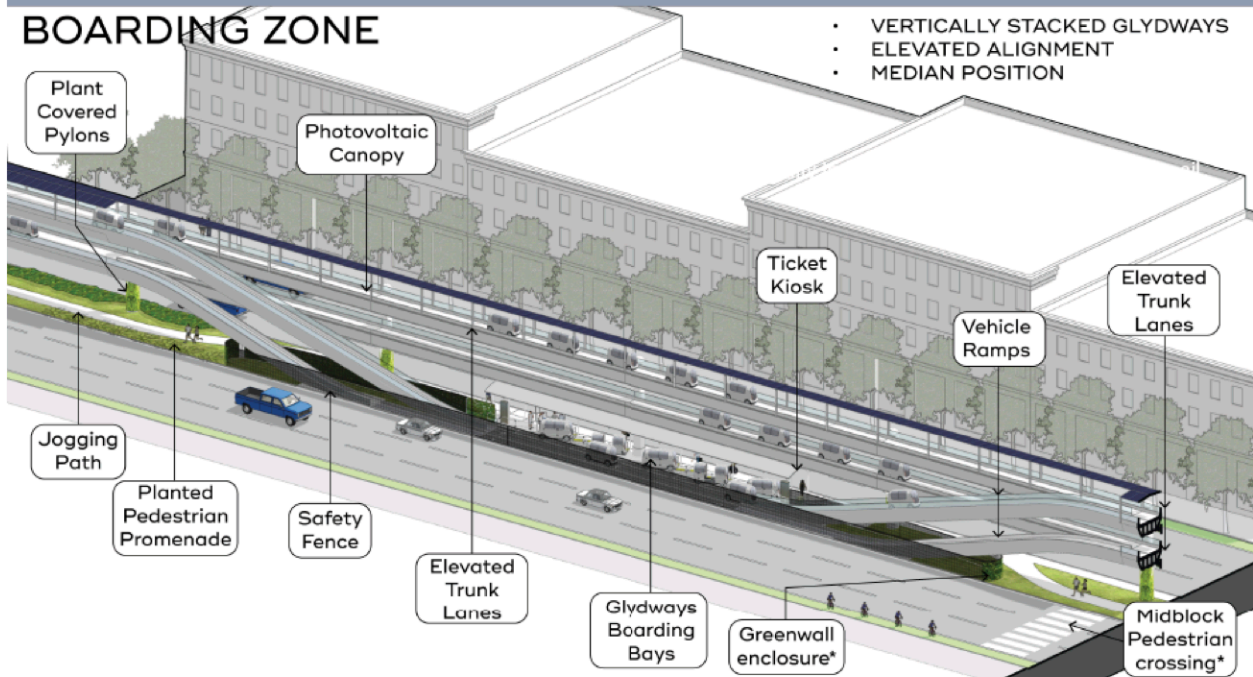 BOARDING ZONE
• VERTICALLY STACKED GLYDWAYS
• ELEVATED ALIGNMENT
• MEDIAN POSITION
Plant
Covered
Pylons
Photovoltaic
Canopy
Ticket
Kiosk
Vehicle
Ramps
Elevated
Trunk
Lanes
Jogging
Path
Planted
Pedestrian
Promenade
Safety
Fence
Elevated
Trunk
Lanes
Glydways
Boarding
Bays
Greenwall
enclosure*
Midblock
Pedestrian
crossing*